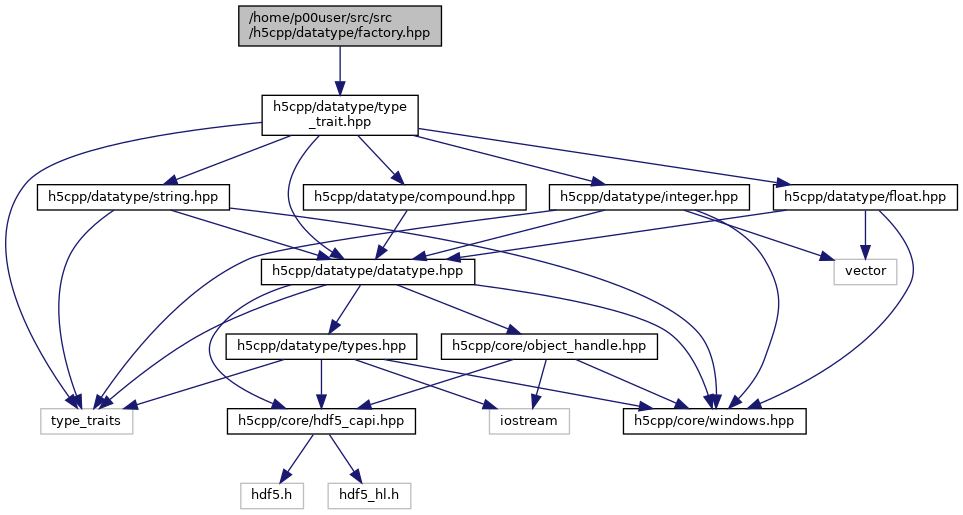 /home/p00user/src/src
/h5cpp/datatype/factory.hpp
h5cpp/datatype/type
_trait.hpp
h5cpp/datatype/string.hpp
h5cpp/datatype/compound.hpp
h5cpp/datatype/integer.hpp
h5cpp/datatype/float.hpp
h5cpp/datatype/datatype.hpp
vector
h5cpp/datatype/types.hpp
h5cpp/core/object_handle.hpp
type_traits
h5cpp/core/hdf5_capi.hpp
iostream
h5cpp/core/windows.hpp
hdf5.h
hdf5_hl.h